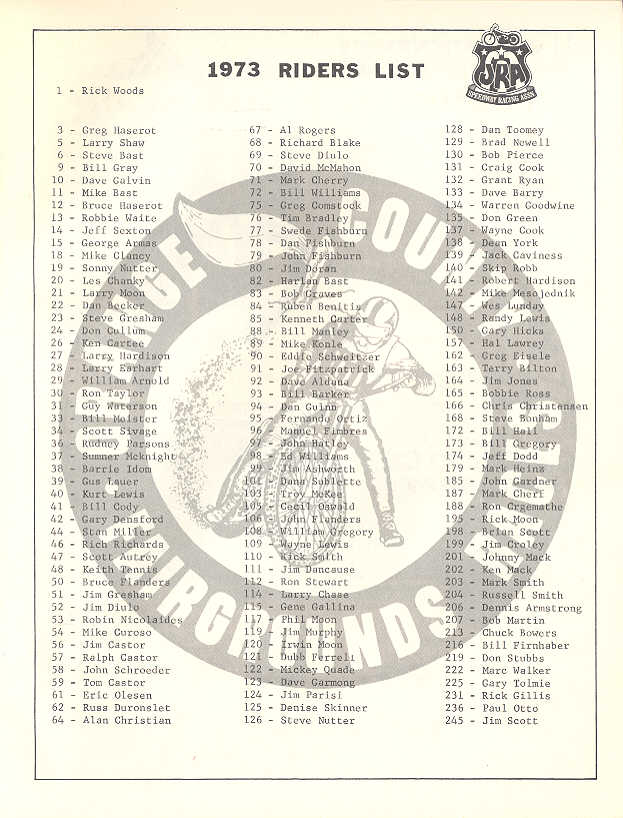 1973 RIDERS LIST
SRA
SPEEDWAY RACING ASSN.
1 - Rick Woods
3 - Greg Haserot
5 - Larry Shaw
6 - Steve Bast
9 - Bill Gray
10 - Dave Galvin
11 - Mike Bast
12 - Bruce Haserot
13 - Robbie Waite
14 - Jeff Sexton
15 - George Armas
18 - Mike Clancy
19 - Sonny Nutter
20 - Les Chanky
21 - Larry Moon
22 - Dan Becker
23 - Steve Gresham
24 - Don Cullum
26 - Ken Cartee
27 - Larry Hardison
28 - Larry Earhart
29 - William Arnold
30 - Ron Taylor
31 - Guy Waterson
33 - Bill Meister
34 - Scott Sivage
36 - Rudney Parsons
37 - Sumner Mcknight
38 - Barrie Idom
39 - Gus Lauer
40 - Kurt Lewis
41 - Bill Cody
42 - Gary Densford
44 - Stan Miller
46 - Rich Richards
47 - Scott Autrey
48 - Keith Tennis
50 - Bruce Flanders
51 - Jim Gresham
52 - Jim Diulo
53 - Robin Nicolaides
54 - Mike Curoso
56 - Jim Castor
57 - Ralph Castor
58 - John Schroeder
59 - Tom Castor
61 - Eric Olesen
62 - Russ Duronslet
64 - Alan Christian
67 - Al Rogers
68 - Richard Blake
69 - Steve Diulo
70 - David McMahon
71 - Mark Cherry
72 - Bill Williams
75 - Greg Comstock
76 - Tim Bradley
77 - Swede Fishburn
78 - Dan Fishburn
79 - John Fishburn
80 - Jim Doran
82 - Harlan Bast
83 - Bob Graves
84 - Ruben Benitiz
85 - Kenneth Carter
88 - Bill Manley
89 - Mike Konle
90 - Eddie Schweitzer
91 - Joe Fitzpatrick
92 - Dave Alduna
93 - Bill Barker
94 - Dan Guinn
95 - Fernando Ortiz
96 - Manuel Fimbres
97 - John Hatley
98 - Ed Williams
99 - Jim Ashworth
101 - Dana Sublette
103 - Troy McKee
105 - Cecil Oswald
106 - John Flanders
108 - William Gregory
109 - Wayne Lewis
110 - Rick Smith
111 - Jim Dancause
112 - Ron Stewart
114 - Larry Chase
115 - Gene Gallina
117 - Phil Moon
119 - Jim Murphy
120 - Irwin Moon
121 - Dubb Ferrell
122 - Mickey Quade
123 - Dave Garmong
124 - Jim Parisi
125 - Denise Skinner
126 - Steve Nutter
128 - Dan Toomey
129 - Brad Newell
130 - Bob Pierce
131 - Craig Cook
132 - Grant Ryan
133 - Dave Barry
134 - Warren Goodwine
135 - Don Green
137 - Wayne Cook
138 - Dean York
139 - Jack Caviness
140 - Skip Robb
141 - Robert Hardison
142 - Mike Mesojednik
147 - Wes Lunday
148 - Randy Lewis
150 - Gary Hicks
157 - Hal Lawrey
162 - Greg Eisele
163 - Terry Bilton
164 - Jim Jones
165 - Bobbie Ross
166 - Chris Christensen
168 - Steve Bonham
172 - Bill Hall
173 - Bill Gregory
174 - Jeff Dodd
179 - Mark Heinz
185 - John Gardner
187 - Mark Cherf
188 - Ron Orgemathe
195 - Rick Moon
198 - Brian Scott
199 - Jim Croley
201 - Johnny Mack
202 - Ken Mack
203 - Mark Smith
204 - Russell Smith
206 - Dennis Armstrong
207 - Bob Martin
213 - Chuck Bowers
216 - Bill Firnhaber
219 - Don Stubbs
222 - Marc Walker
225 - Gary Tolmie
231 - Rick Gillis
236 - Paul Otto
245 - Jim Scott
ORANGE COUNTY
FAIRGROUNDS